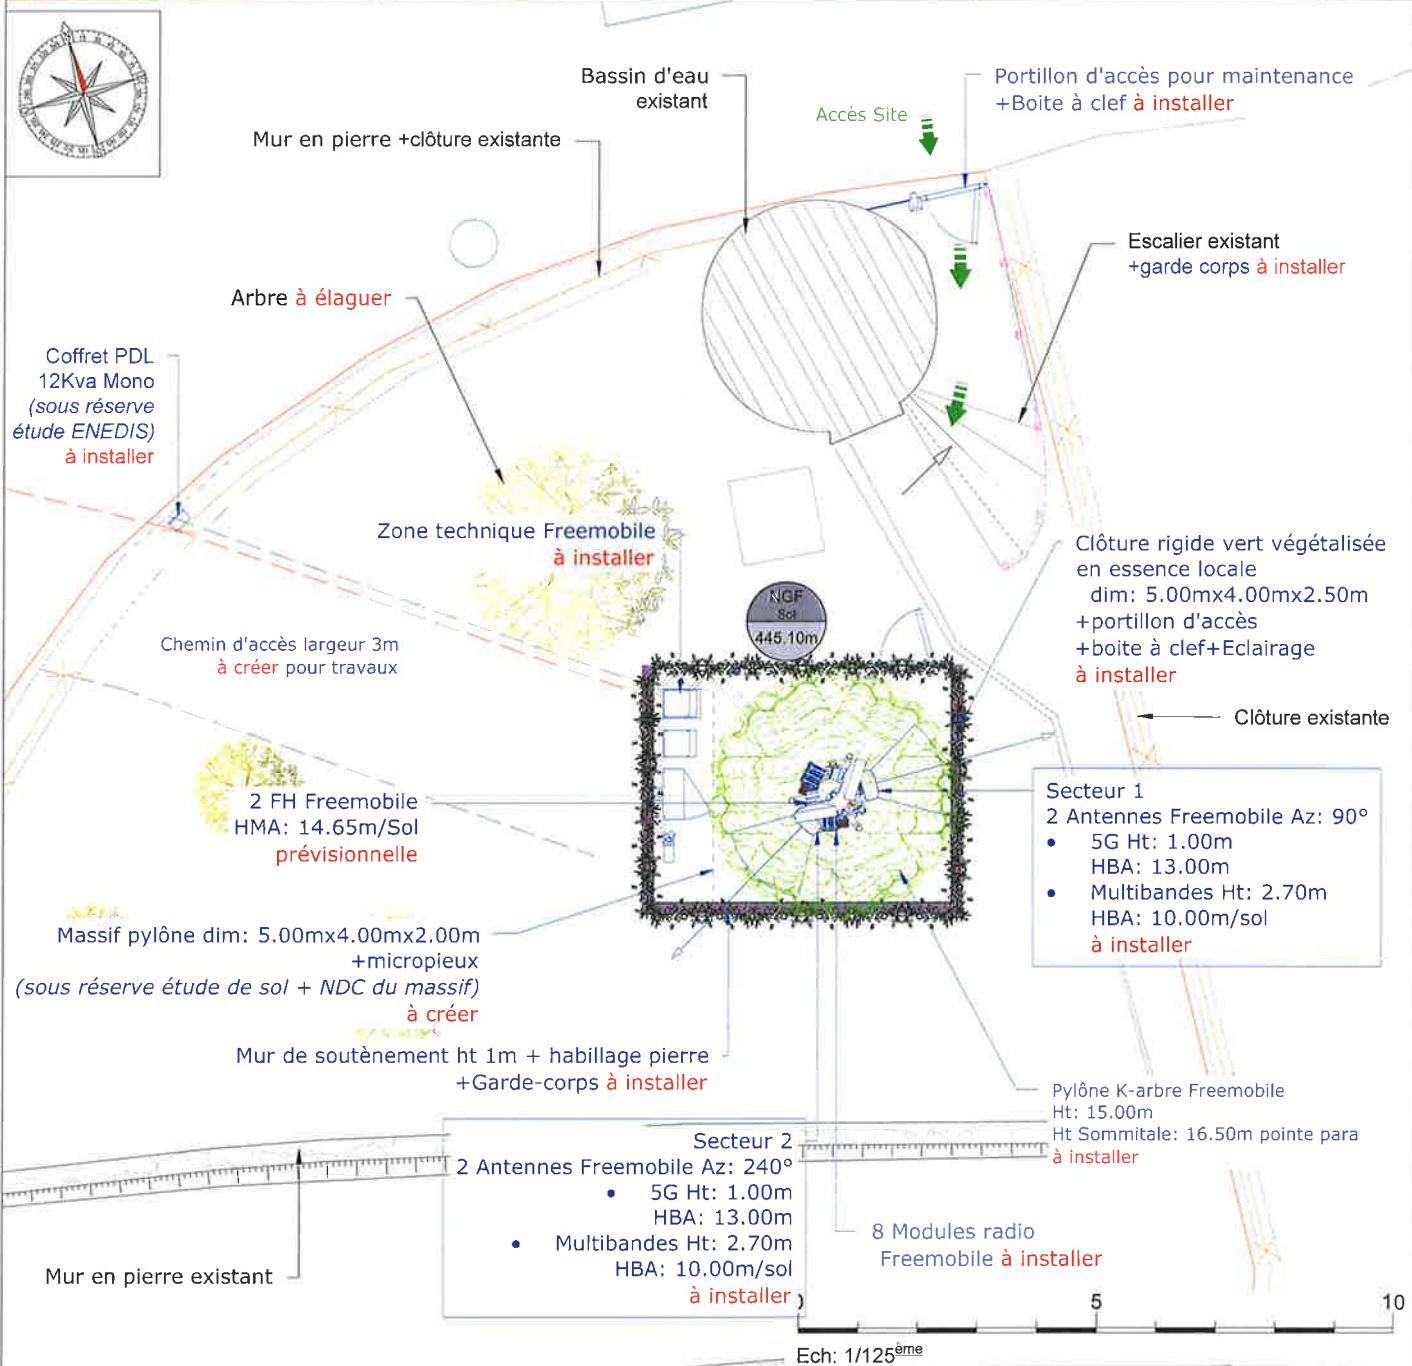 Bassin d'eau
existant
Portillon d'accès pour maintenance
+Boite à clef à installer
Accès Site
Mur en pierre +clôture existante
Escalier existant
+garde corps à installer
Arbre à élaguer
Coffret PDL
12Kva Mono
(sous réserve
étude ENEDIS)
à installer
Zone technique Freemobile
à installer
Clôture rigide vert végétalisée
en essence locale
dim: 5.00mx4.00mx2.50m
+portillon d'accès
+boite à clef+Eclairage
à installer
NGF
Sol
445.10m
Chemin d'accès largeur 3m
à créer pour travaux
Clôture existante
2 FH Freemobile
HMA: 14.65m/Sol
prévisionnelle
Secteur 1
2 Antennes Freemobile Az: 90°
• 5G Ht: 1.00m
HBA: 13.00m
• Multibandes Ht: 2.70m
HBA: 10.00m/sol
à installer
Massif pylône dim: 5.00mx4.00mx2.00m
+micropieux
(sous réserve étude de sol + NDC du massif)
à créer
Mur de soutènement ht 1m + habillage pierre
+Garde-corps à installer
Pylône K-arbre Freemobile
Ht: 15.00m
Ht Sommitale: 16.50m pointe para
à installer
Secteur 2
2 Antennes Freemobile Az: 240°
• 5G Ht: 1.00m
HBA: 13.00m
• Multibandes Ht: 2.70m
HBA: 10.00m/sol
à installer
8 Modules radio
Freemobile à installer
Mur en pierre existant
0 5 10
Ech: 1/125ème